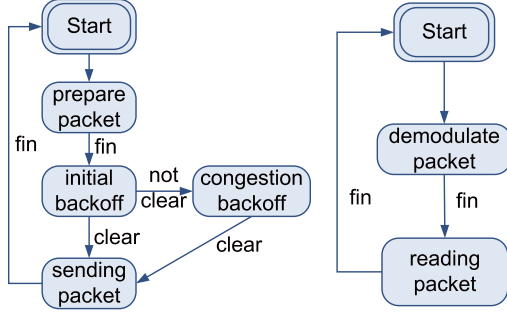 Start
prepare
packet
fin
fin
initial
backoff
not
clear
congestion
backoff
clear
clear
sending
packet
Start
demodulate
packet
fin
fin
reading
packet